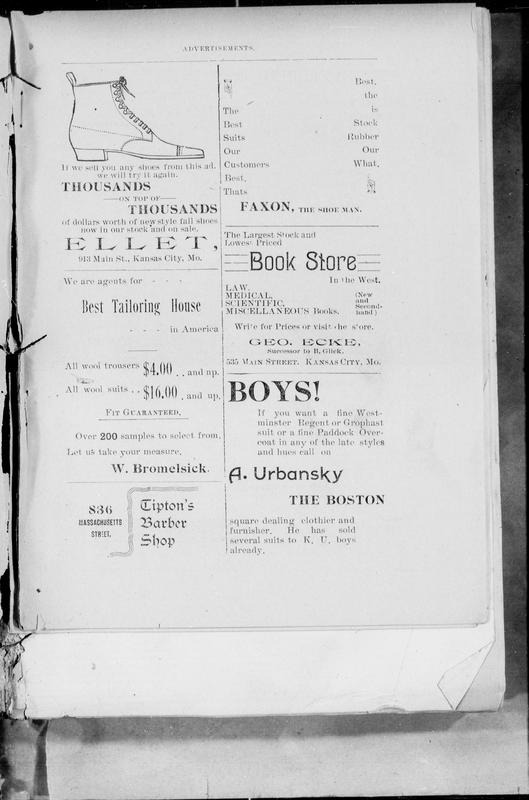 ADVERTISEMENTS.
If we sell you any shoes from this ad.
we will try it again.
THOUSANDS
—ON TOP OF—
THOUSANDS
of dollars worth of new style fall shoes
now in our stock and on sale.
ELLET,
913 Main St., Kansas City, Mo.
We are agents for - - -
Best Tailoring House
- - - in America
All wool trousers $4.00 . . and up.
All wool suits . . $16.00 , and up.
FIT GUARANTEED.
Over 200 samples to select from.
Let us take your measure.
W. Bromelsick.
836
MASSACHUSETTS
STREET.
Tipton's
Barber
Shop
Best.
the
The is
Best Stock
Suits Rubber
Our Our
Customers What.
Best.
Thats
FAXON, THE SHOE MAN.
The Largest Stock and
Lowest Priced
Book Store
In the West.
LAW.
MEDICAL,
SCIENTIFIC,
MISCELLANEOUS Books.
(New
and
Second-
hand)
Write for Prices or visit the store.
GEO. ECKE,
Successor to B. Glick.
535 MAIN STREET. KANSAS CITY, MO.
BOYS!
If you want a fine West-
minster Regent or Grophast
suit or a fine Paddock Over-
coat in any of the late styles
and hues call on
A. Urbansky
THE BOSTON
square dealing clothier and
furnisher. He has sold
several suits to K. U. boys
already.